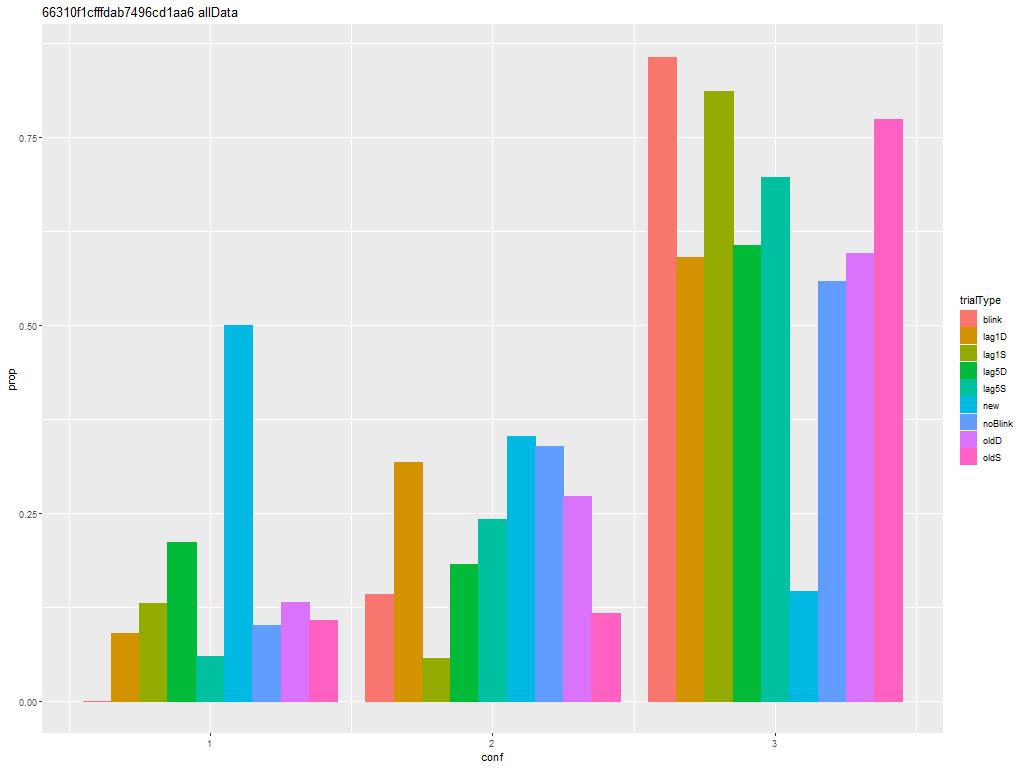 66310f1cfffdab7496cd1aa6 allData
0.75
0.50
0.25
0.00
prop
1
2
3
conf
trialType
blink
lag1D
lag1S
lag5D
lag5S
new
noBlink
oldD
oldS